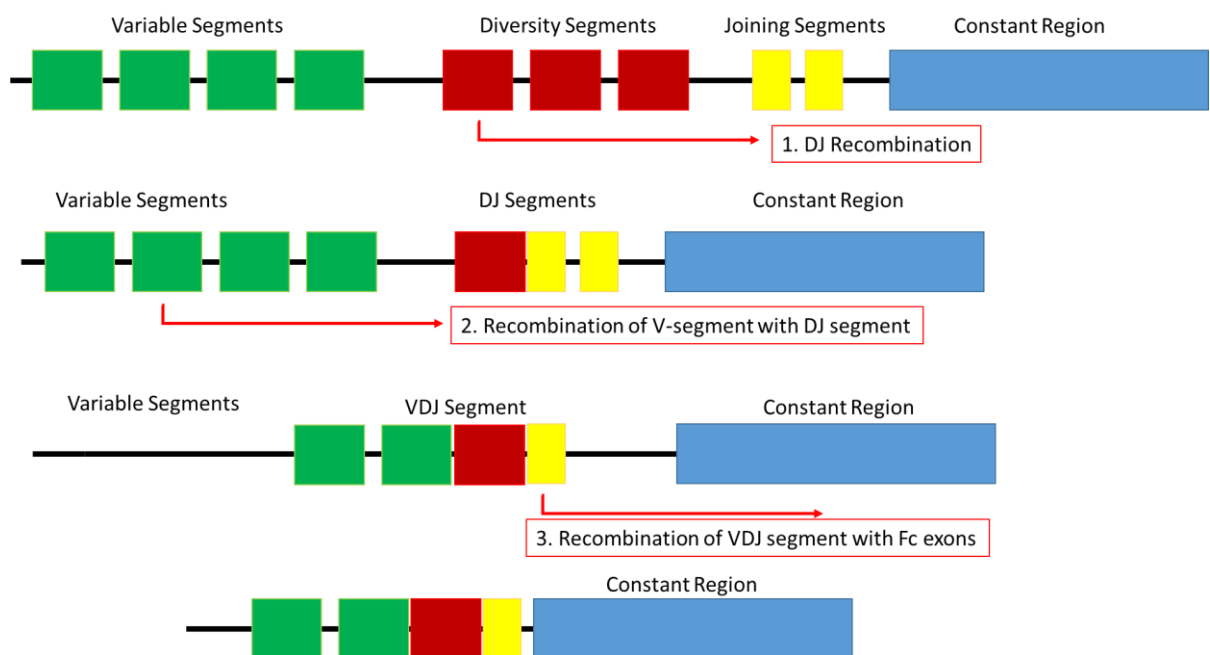 Variable Segments
Diversity Segments
Joining Segments
Constant Region
1. DJ Recombination
Variable Segments
DJ Segments
Constant Region
2. Recombination of V-segment with DJ segment
Variable Segments
VDJ Segment
Constant Region
3. Recombination of VDJ segment with Fc exons
Constant Region